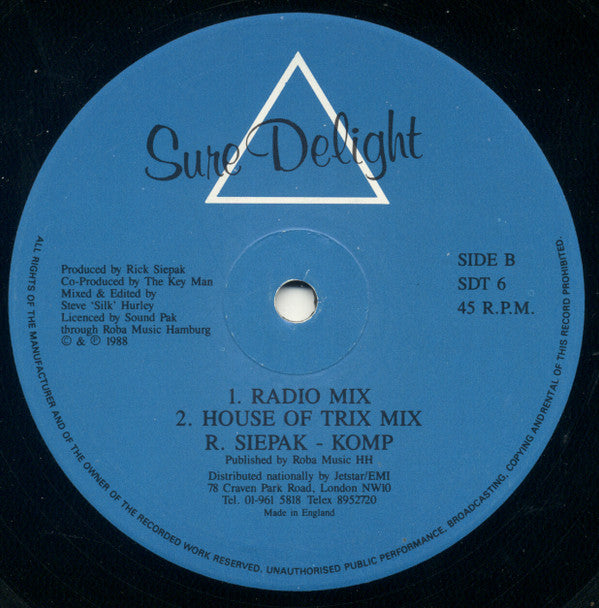 Sure Delight
Produced by Rick Siepak
Co-Produced by The Key Man
Mixed & Edited by
Steve 'Silk' Hurley
Licenced by Sound Pak
through Roba Music Hamburg
© & ℗ 1988
SIDE B
SDT 6
45 R.P.M.
1. RADIO MIX
2. HOUSE OF TRIX MIX
R. SIEPAK - KOMP
Published by Roba Music HH
Distributed nationally by Jetstar/EMI
78 Craven Park Road, London NW10
Tel. 01-961 5818 Telex 8952720
Made in England
ALL RIGHTS OF THE MANUFACTURER AND OF THE OWNER OF THE RECORDED WORK RESERVED. UNAUTHORISED PUBLIC PERFORMANCE, BROADCASTING, COPYING AND RENTAL OF THIS RECORD PROHIBITED.